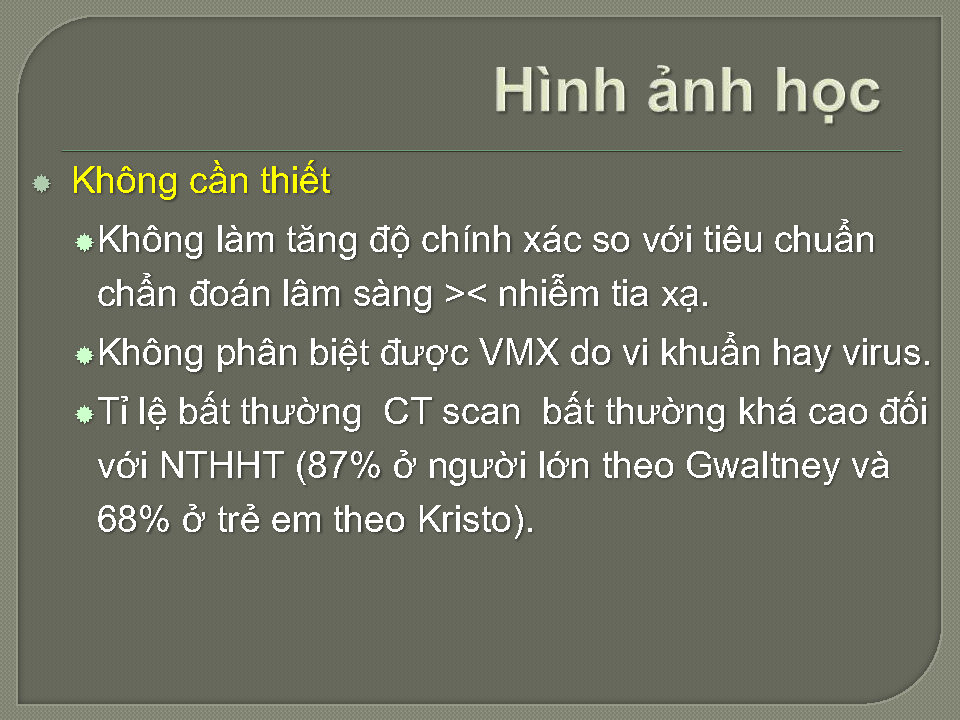 Hình ảnh học
Không cần thiết
Không làm tăng độ chính xác so với tiêu chuẩn
chẩn đoán lâm sàng >< nhiễm tia xạ.
Không phân biệt được VMX do vi khuẩn hay virus.
Tỉ lệ bất thường CT scan bất thường khá cao đối
với NTHHT (87% ở người lớn theo Gwaltney và
68% ở trẻ em theo Kristo).